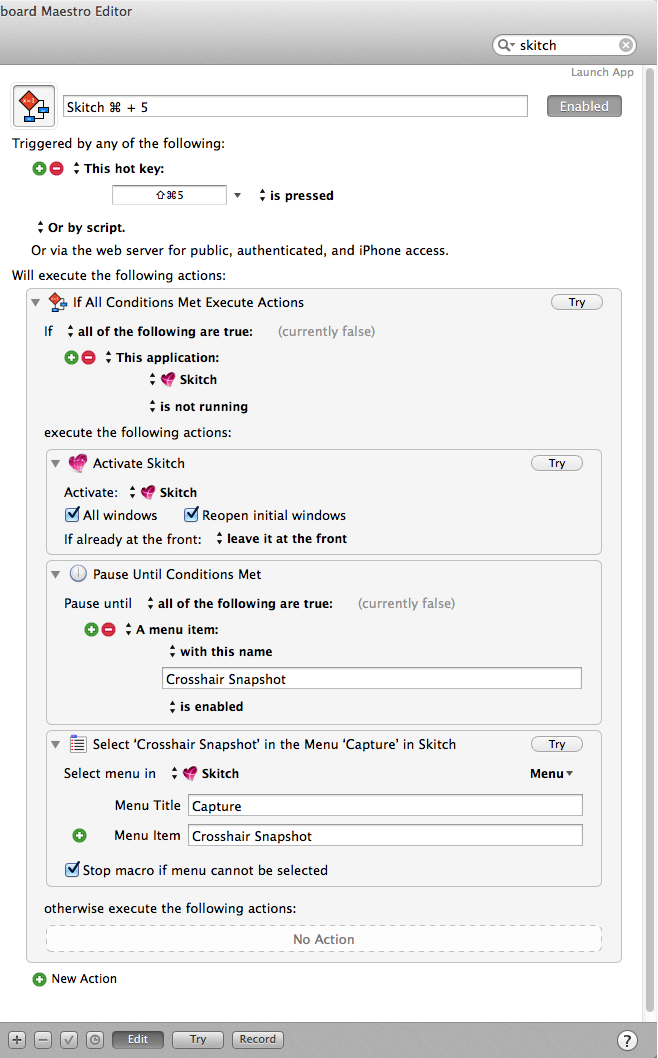 board Maestro Editor
skitch
Launch App
Skitch ⌘ + 5
Enabled
Triggered by any of the following:
This hot key:
⇧⌘5
is pressed
Or by script.
Or via the web server for public, authenticated, and iPhone access.
Will execute the following actions:
If All Conditions Met Execute Actions
Try
If all of the following are true: (currently false)
This application:
Skitch
is not running
execute the following actions:
Activate Skitch
Try
Activate: Skitch
All windows Reopen initial windows
If already at the front: leave it at the front
Pause Until Conditions Met
Pause until all of the following are true: (currently false)
A menu item:
with this name
Crosshair Snapshot
is enabled
Select ‘Crosshair Snapshot’ in the Menu ‘Capture’ in Skitch
Try
Select menu in Skitch
Menu
Menu Title Capture
Menu Item Crosshair Snapshot
Stop macro if menu cannot be selected
otherwise execute the following actions:
No Action
New Action
Edit Try Record ?